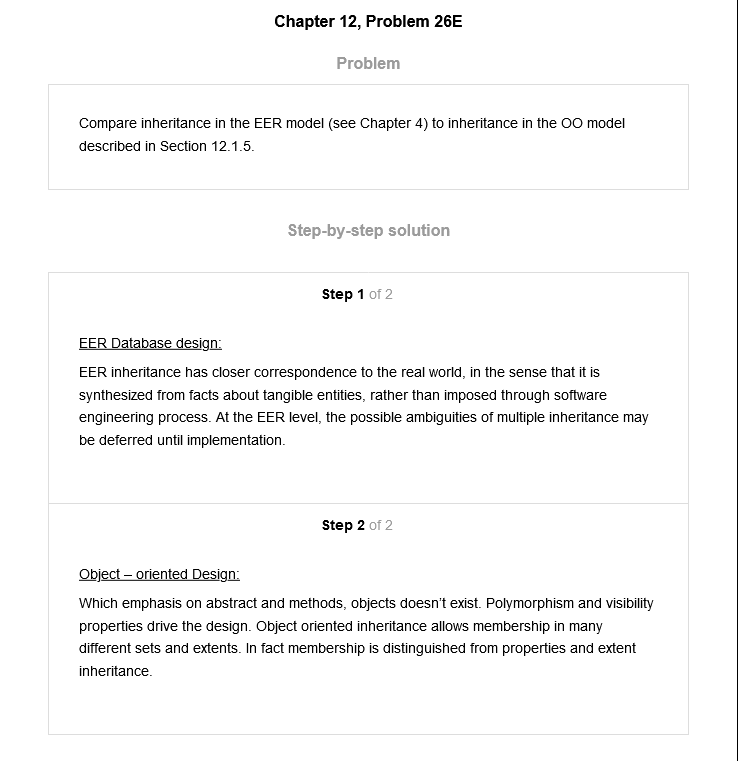 Chapter 12, Problem 26E
Problem
Compare inheritance in the EER model (see Chapter 4) to inheritance in the OO model
described in Section 12.1.5.
Step-by-step solution
Step 1 of 2
EER Database design:
EER inheritance has closer correspondence to the real world, in the sense that it is
synthesized from facts about tangible entities, rather than imposed through software
engineering process. At the EER level, the possible ambiguities of multiple inheritance may
be deferred until implementation.
Step 2 of 2
Object – oriented Design:
Which emphasis on abstract and methods, objects doesn’t exist. Polymorphism and visibility
properties drive the design. Object oriented inheritance allows membership in many
different sets and extents. In fact membership is distinguished from properties and extent
inheritance.